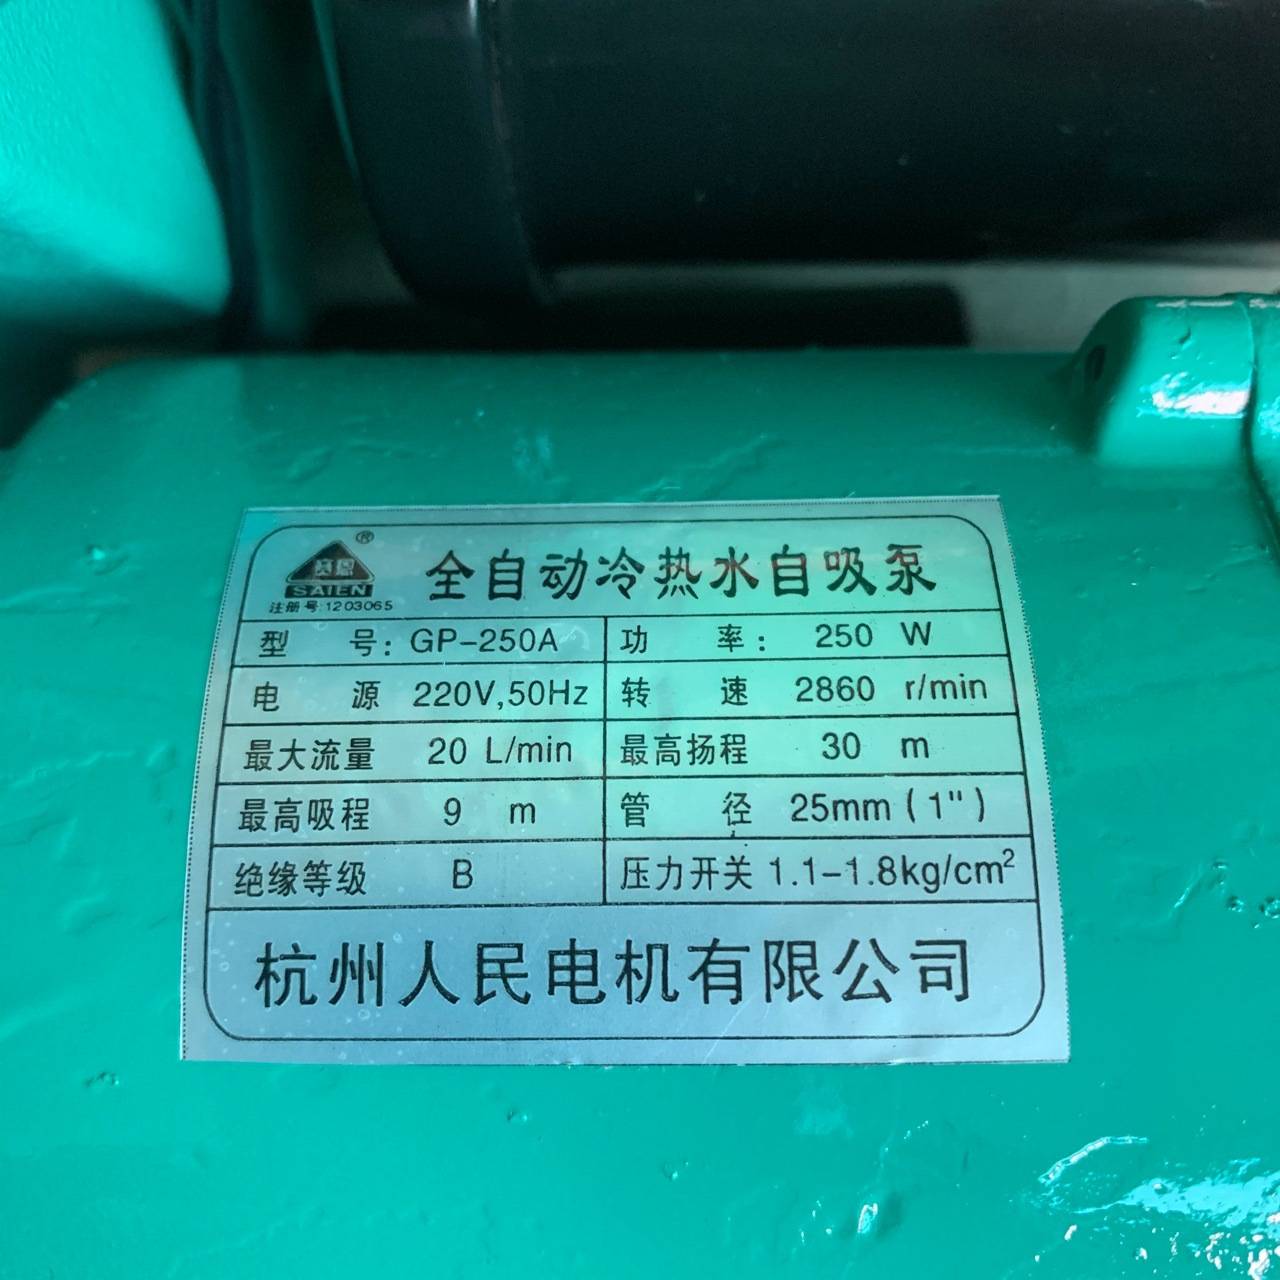 ®
赛恩
SAIEN
注册号:1203065
全自动冷热水自吸泵
型 号: GP-250A 功 率: 250 W
电 源 220V,50Hz 转 速 2860 r/min
最大流量 20 L/min 最高扬程 30 m
最高吸程 9 m 管 径 25mm (1")
绝缘等级 B 压力开关 1.1-1.8kg/cm²
杭州人民电机有限公司